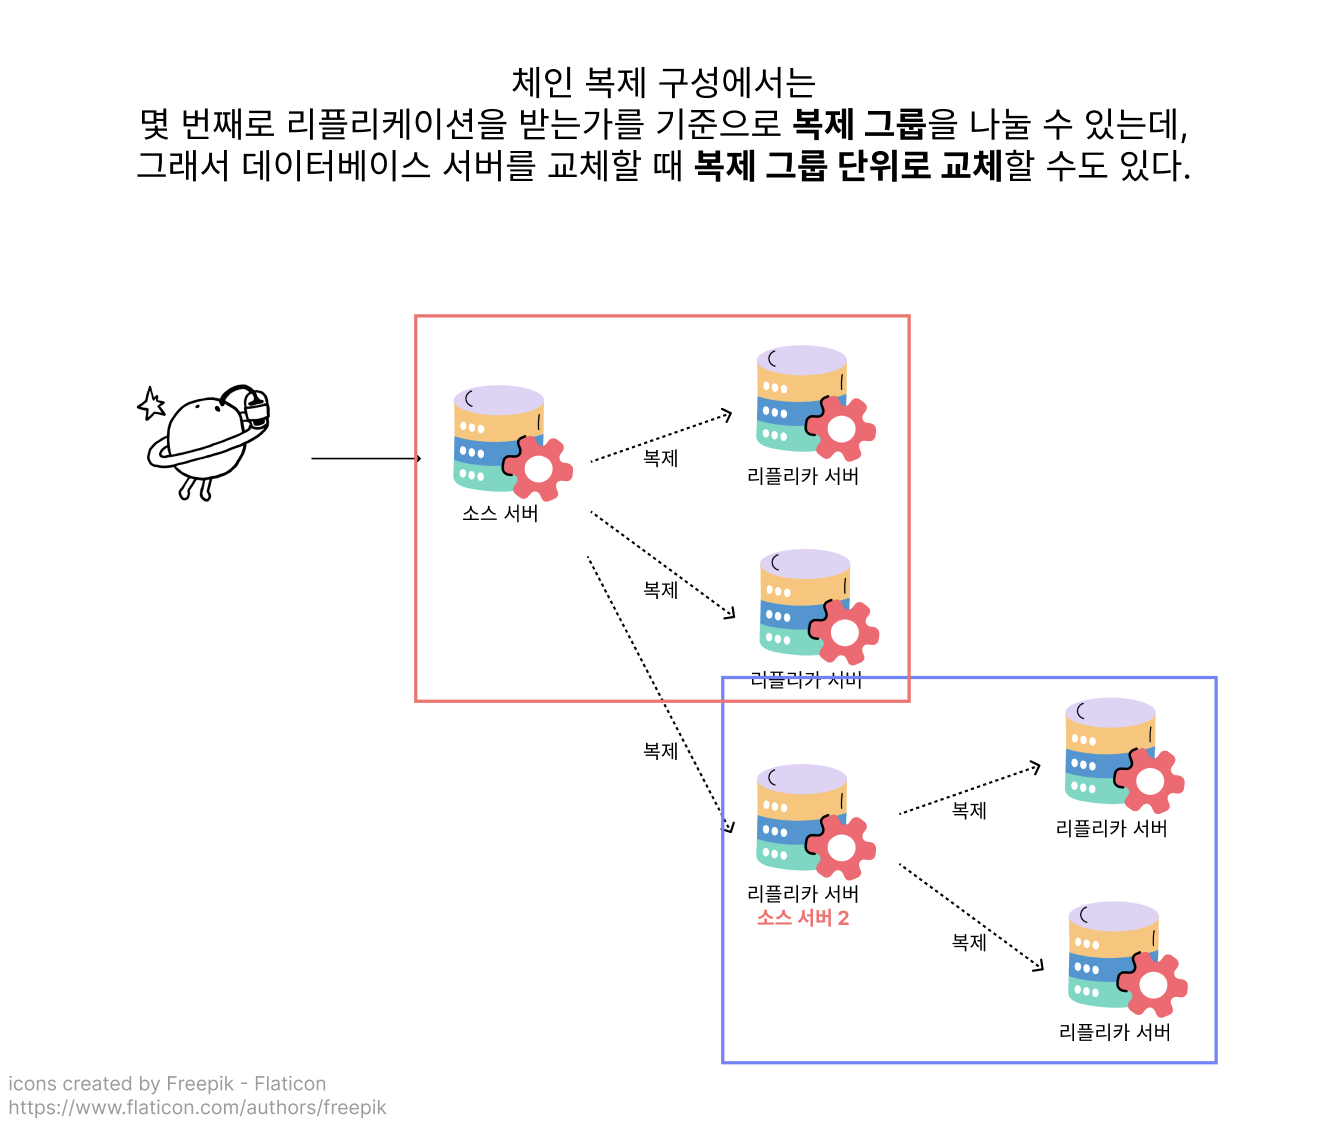 체인 복제 구성에서는
몇 번째로 리플리케이션을 받는가를 기준으로 복제 그룹을 나눌 수 있는데,
그래서 데이터베이스 서버를 교체할 때 복제 그룹 단위로 교체할 수도 있다.
복제
리플리카 서버
소스 서버
복제
리플리카 서버
복제
복제
리플리카 서버
리플리카 서버
소스 서버 2
복제
리플리카 서버
icons created by Freepik - Flaticon
https://www.flaticon.com/authors/freepik